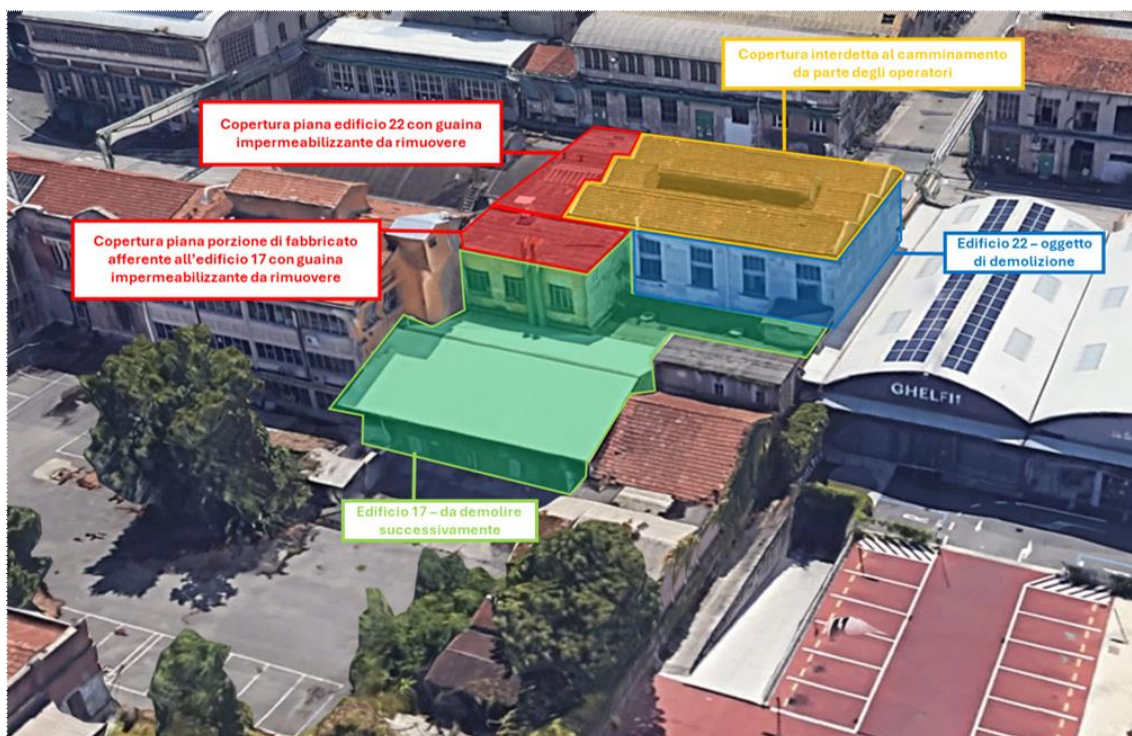 Copertura interdetta al camminamento
da parte degli operatori
Copertura piana edificio 22 con guaina
impermeabilizzante da rimuovere
Copertura piana porzione di fabbricato
afferente all'edificio 17 con guaina
impermeabilizzante da rimuovere
Edificio 22 – oggetto
di demolizione
GHELFI
Edificio 17 – da demolire
successivamente